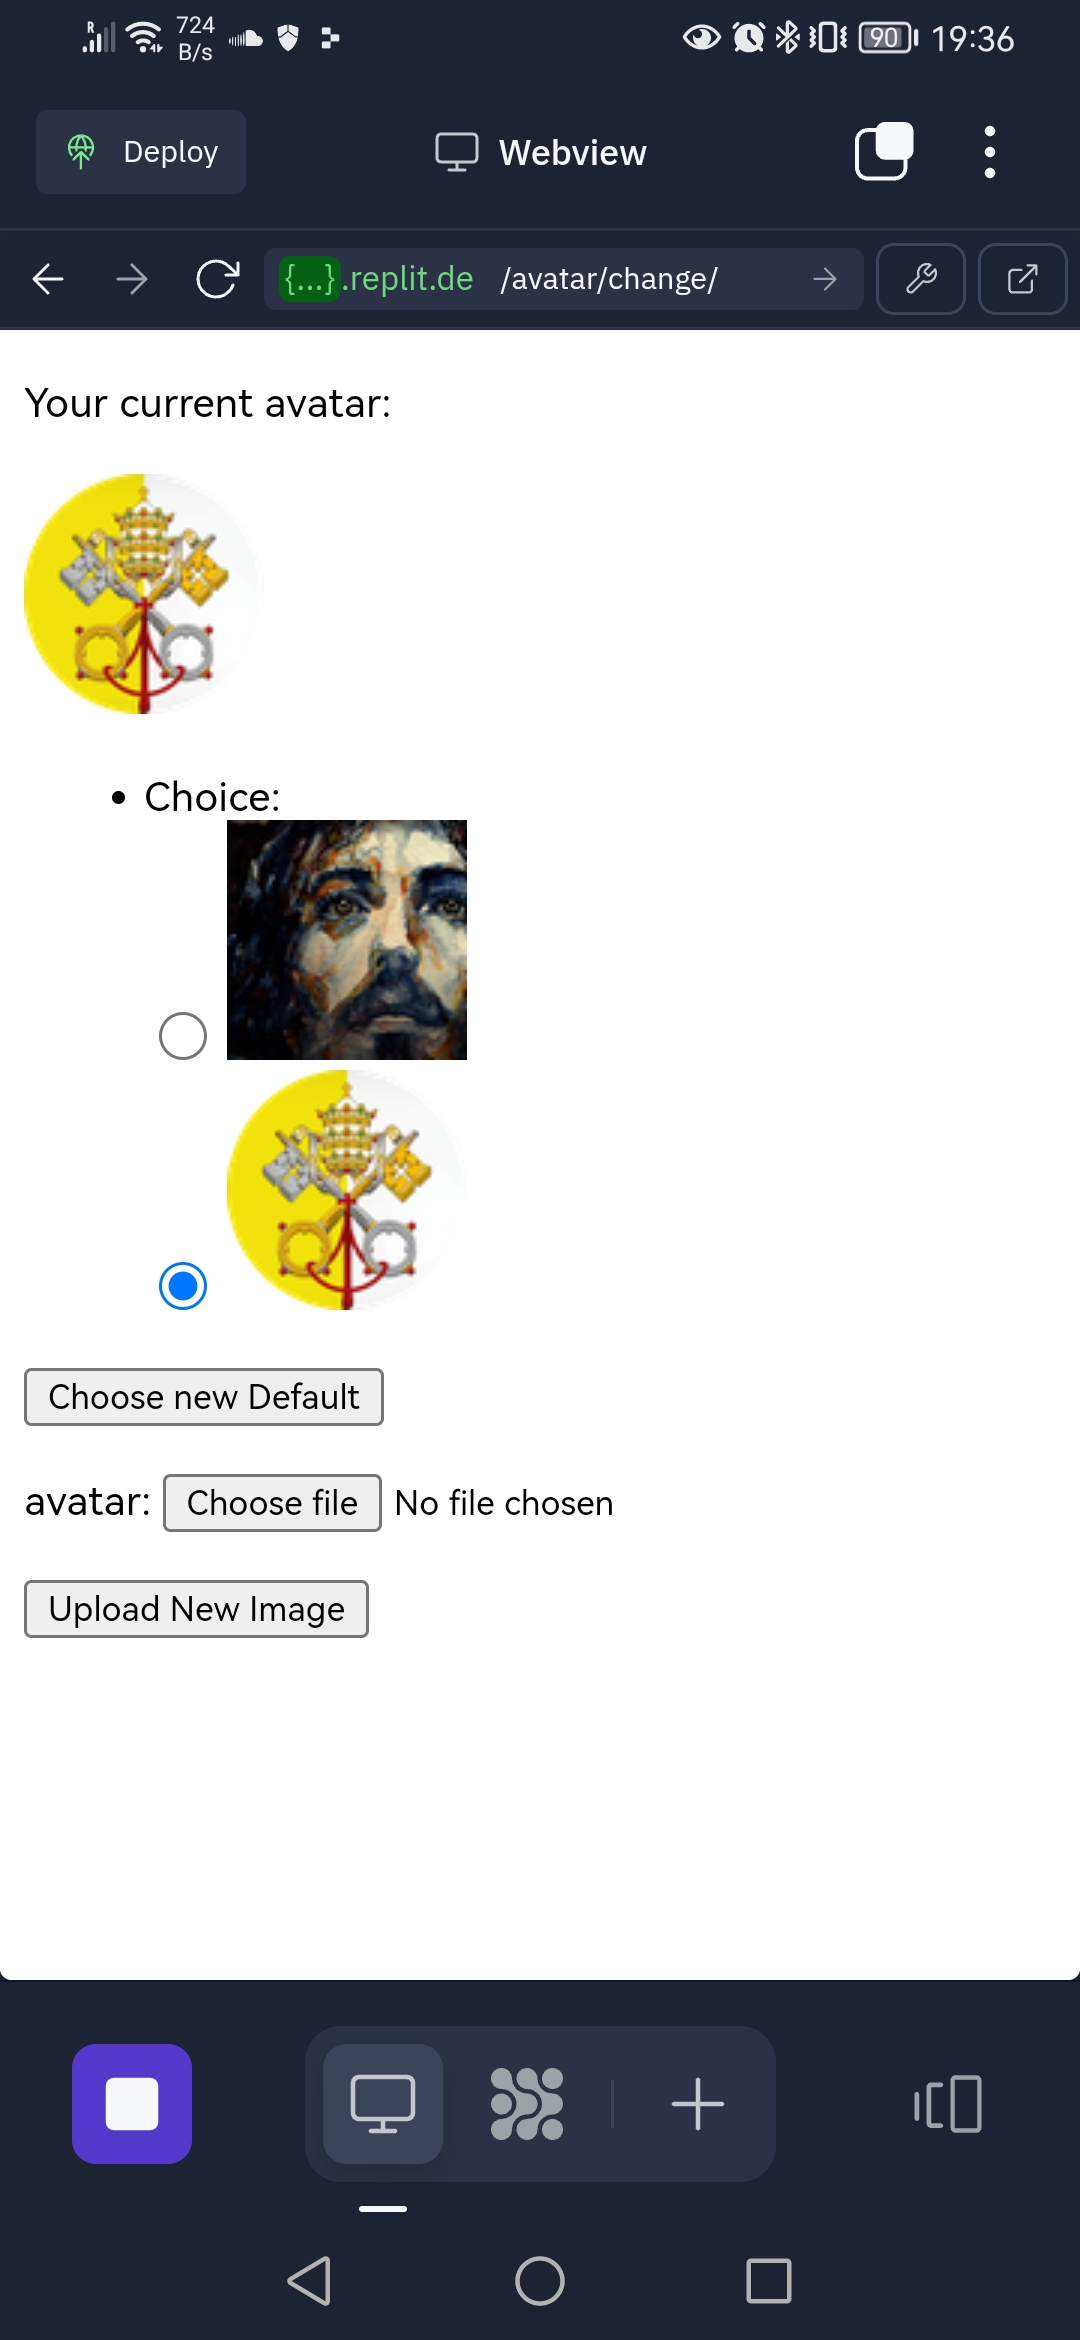 R 724 B/s 90 19:36
Deploy Webview
{...}.replit.de /avatar/change/
Your current avatar:
Choice:
Choose new Default
avatar: Choose file No file chosen
Upload New Image